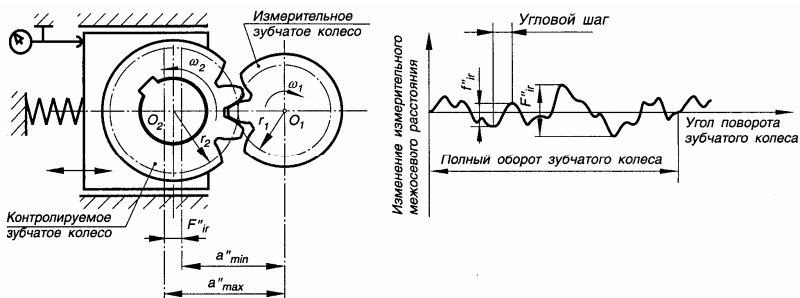 Измерительное
зубчатое колесо
ω₂
ω₁
O₂
r₂
r₁
O₁
Контролируемое
зубчатое колесо
F"ir
a"min
a"max
Изменение измерительного
межосевого расстояния
Угловой шаг
f"ir
F"ir
Угол поворота
зубчатого колеса
Полный оборот зубчатого колеса